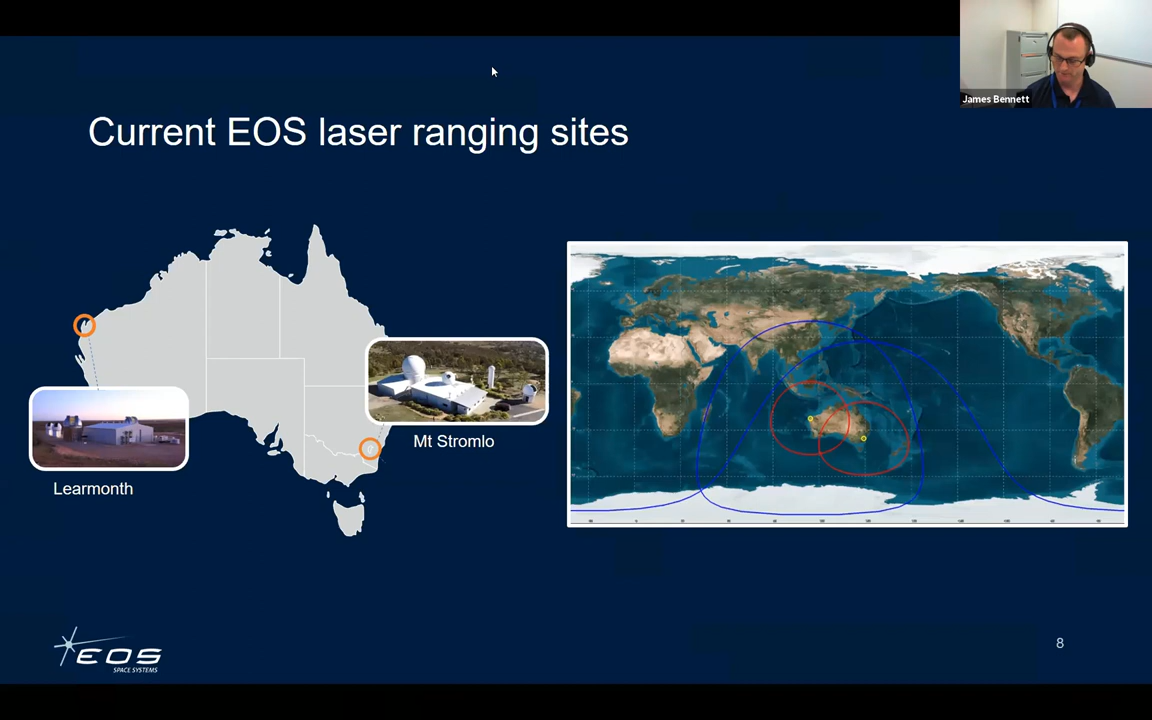 James Bennett
Current EOS laser ranging sites
Mt Stromlo
Learmonth
EOS
SPACE SYSTEMS
8